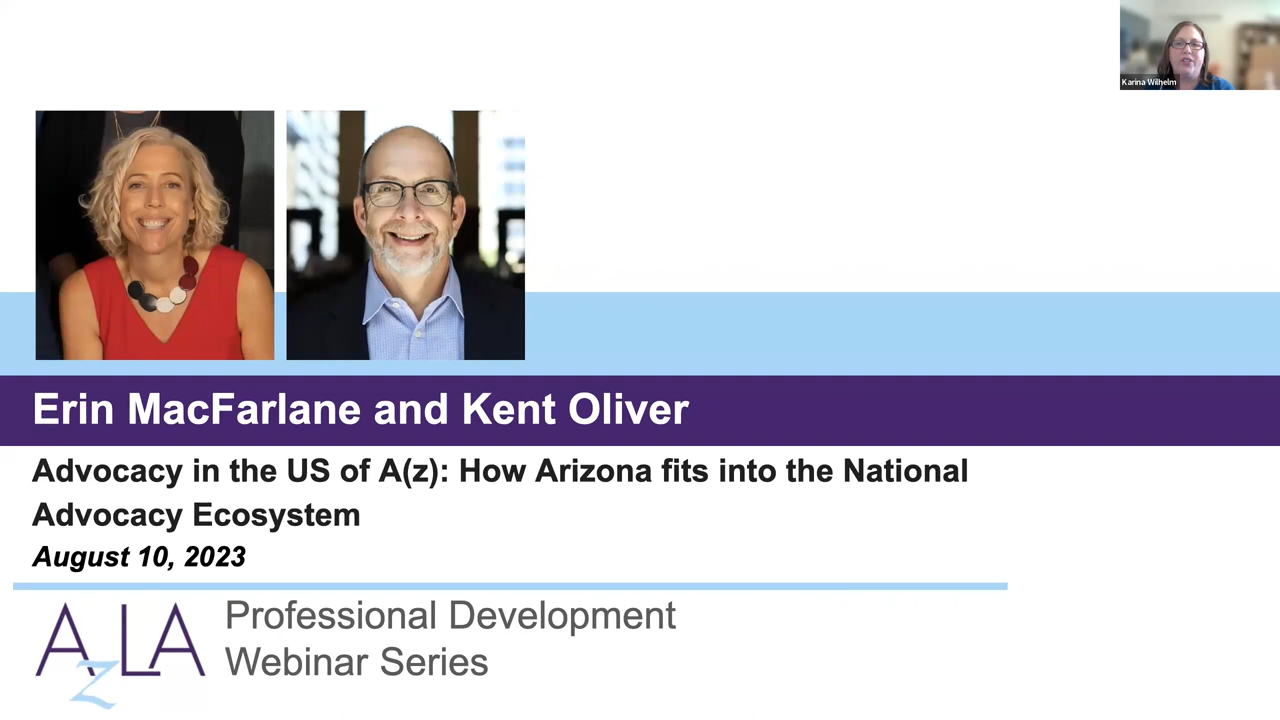 Karina Wilhelm
Erin MacFarlane and Kent Oliver
Advocacy in the US of A(z): How Arizona fits into the National
Advocacy Ecosystem
August 10, 2023
AzLA
Professional Development
Webinar Series